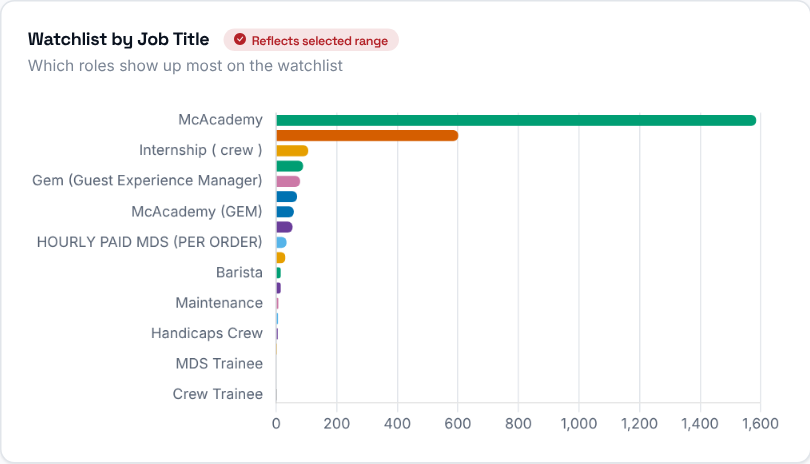 Watchlist by Job Title
Reflects selected range
Which roles show up most on the watchlist
McAcademy
Internship ( crew )
Gem (Guest Experience Manager)
McAcademy (GEM)
HOURLY PAID MDS (PER ORDER)
Barista
Maintenance
Handicaps Crew
MDS Trainee
Crew Trainee
0 200 400 600 800 1,000 1,200 1,400 1,600